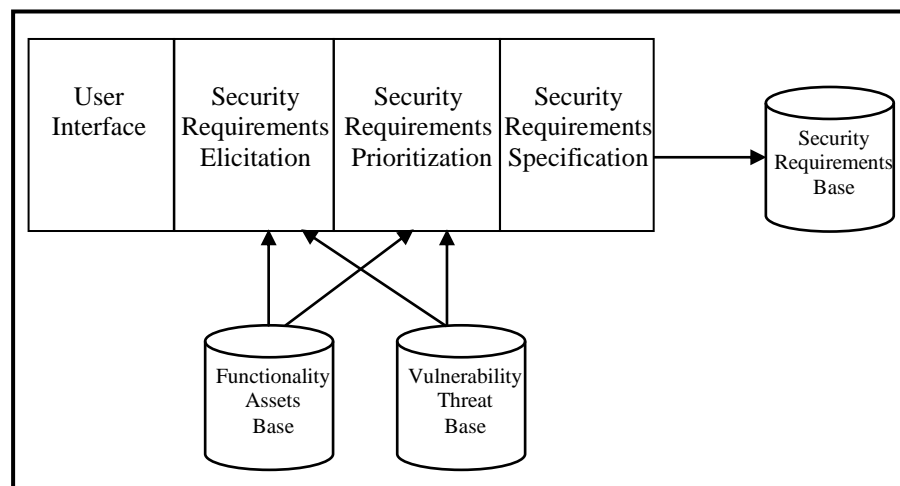 User
Interface
Security
Requirements
Elicitation
Security
Requirements
Prioritization
Security
Requirements
Specification
Security
Requirements
Base
Functionality
Assets
Base
Vulnerability
Threat
Base